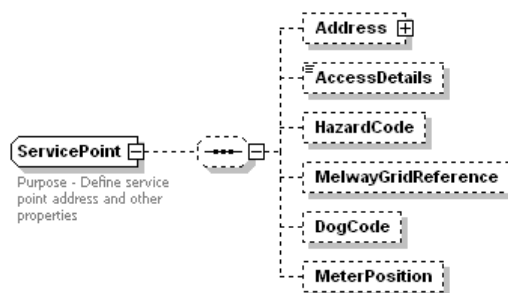 Address
AccessDetails
HazardCode
ServicePoint
Purpose - Define service
point address and other
properties
MelwayGridReference
DogCode
MeterPosition